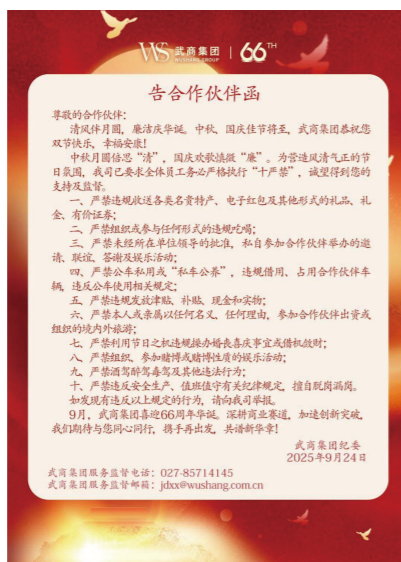 WS 武商集团 WUSHANG GROUP 66TH
告合作伙伴函
尊敬的合作伙伴：
清风伴月圆，廉洁庆华诞。中秋、国庆佳节将至，武商集团恭祝您
双节快乐，幸福安康！
中秋月圆倍思“清”，国庆欢歌慎微“廉”。为营造风清气正的节
日氛围，我司已要求全体员工务必严格执行“十严禁”，诚望得到您的
支持及监督。
一、严禁违规收送各类名贵特产、电子红包及其他形式的礼品、礼
金、有价证券；
二、严禁组织或参与任何形式的违规吃喝；
三、严禁未经所在单位领导的批准，私自参加合作伙伴举办的邀
请、联谊、答谢及娱乐活动；
四、严禁公车私用或“私车公养”，违规借用、占用合作伙伴车
辆，违反公车使用相关规定；
五、严禁违规发放津贴、补贴、现金和实物；
六、严禁本人或亲属以任何名义、任何理由，参加合作伙伴出资或
组织的境内外旅游；
七、严禁利用节日之机违规操办婚丧喜庆事宜或借机敛财；
八、严禁组织、参加赌博或赌博性质的娱乐活动；
九、严禁酒驾醉驾毒驾及其他违法行为；
十、严禁违反安全生产、值班值守有关纪律规定，擅自脱岗漏岗。
如发现有违反以上规定的行为，请向我司举报。
9月，武商集团喜迎66周年华诞。深耕商业赛道，加速创新突破，
我们期待与您同心同行，携手再出发，共谱新华章！
武商集团纪委
2025年9月24日
武商集团服务监督电话：027-85714145
武商集团服务监督邮箱：jdxx@wushang.com.cn